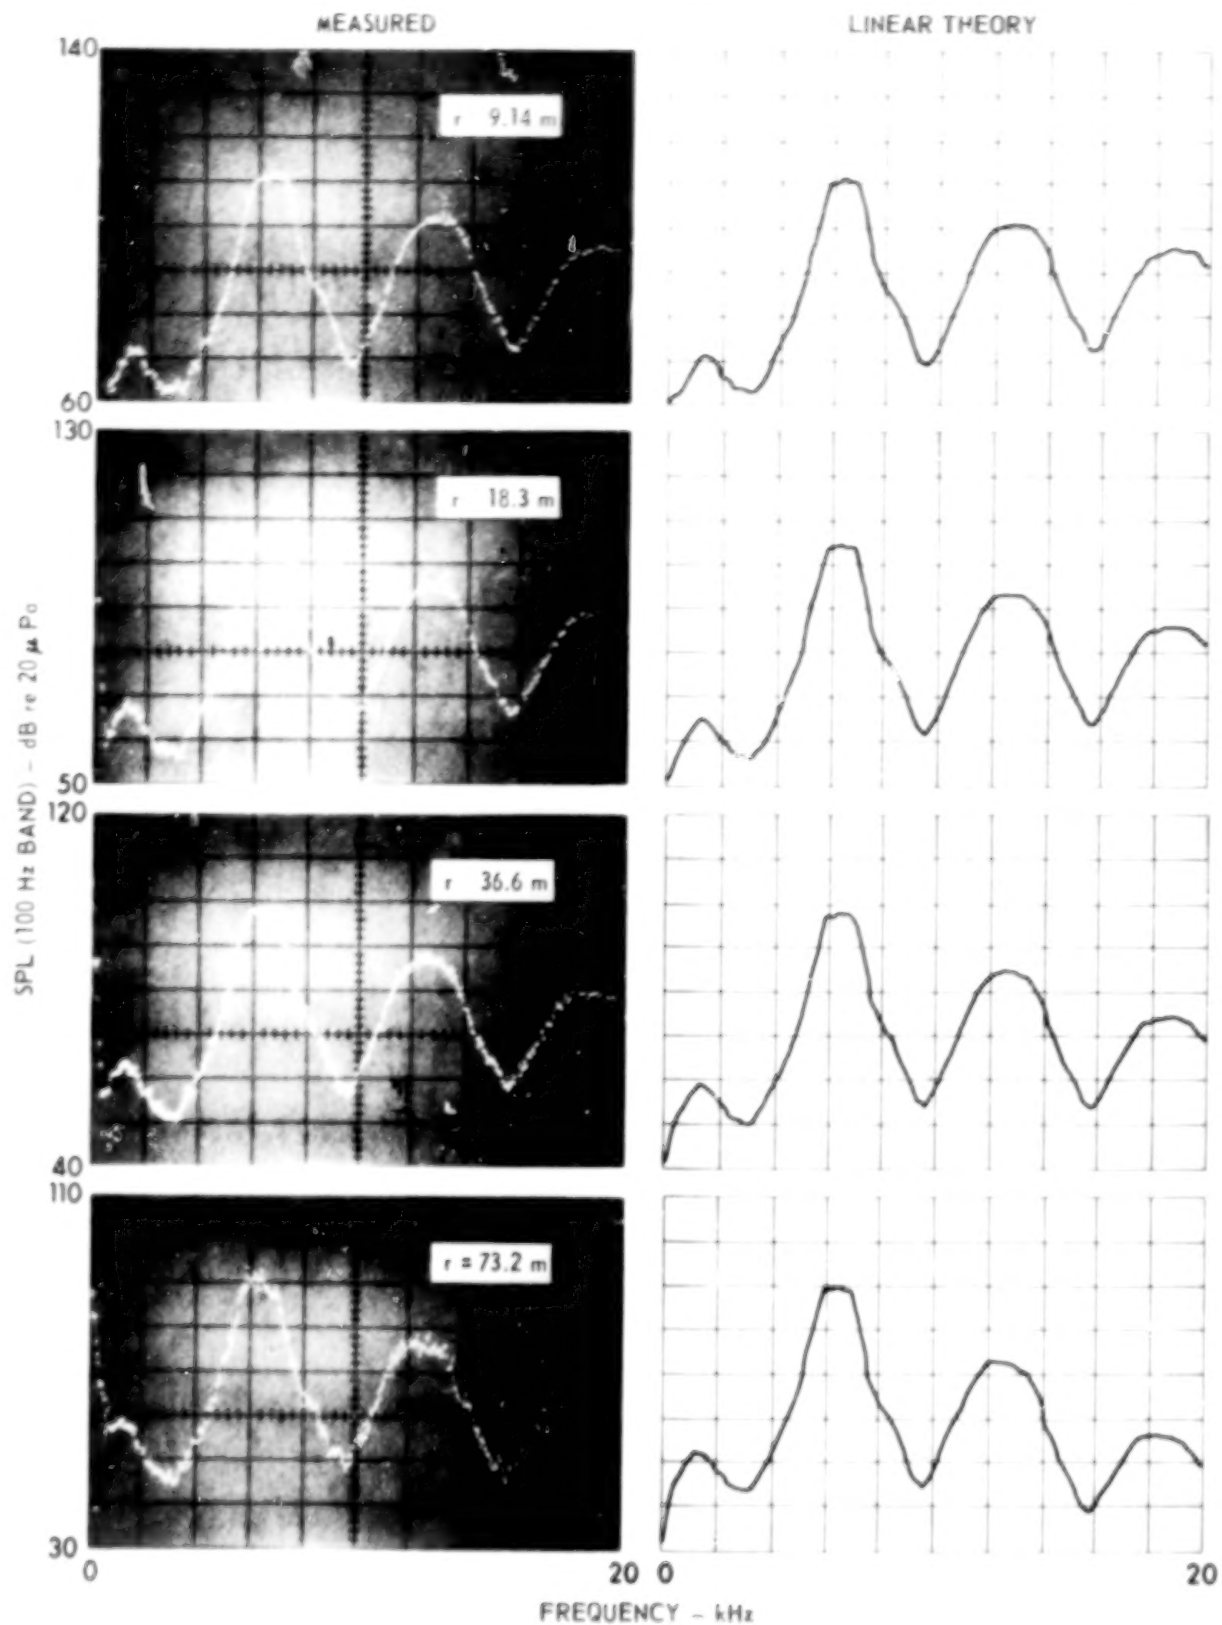 MEASURED
LINEAR THEORY
140
r 9.14 m
60
130
r 18.3 m
50
120
r 36.6 m
40
110
r = 73.2 m
30
SPL (100 Hz BAND) - dB re 20 μ Pa
0
20
0
20
FREQUENCY - kHz